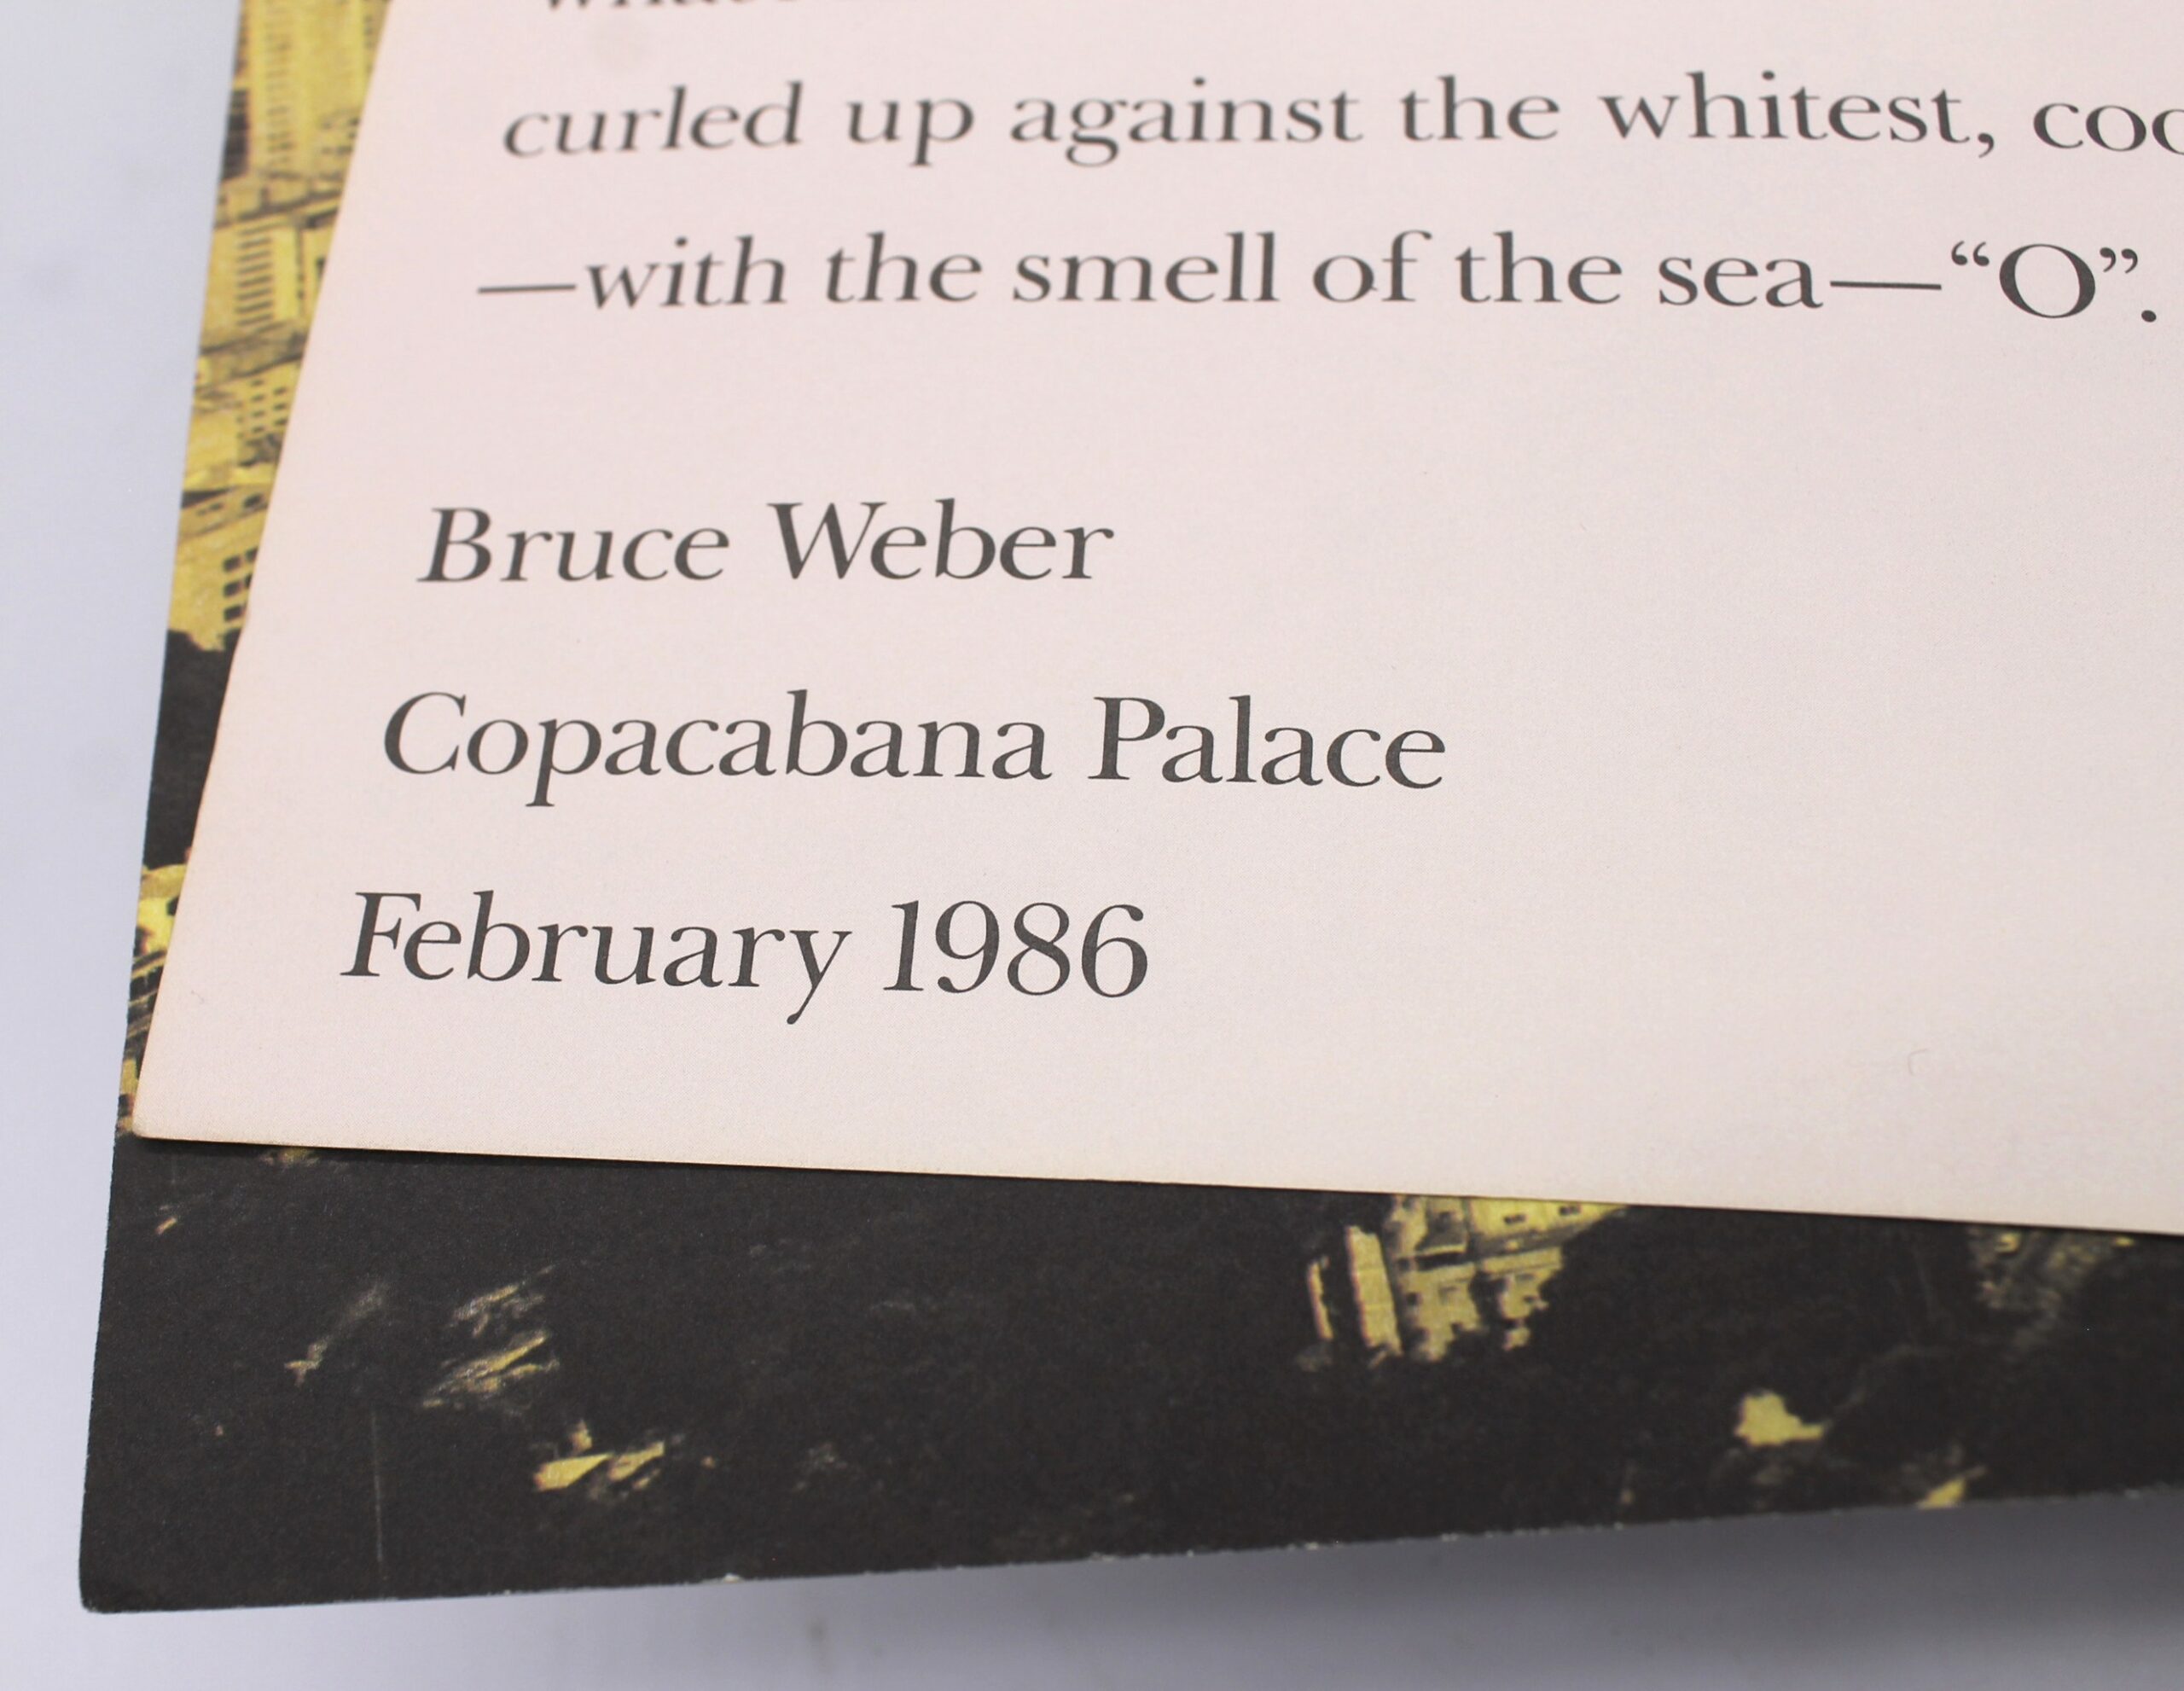 curled up against the whitest,
—with the smell of the sea—“O”.
Bruce Weber
Copacabana Palace
February 1986